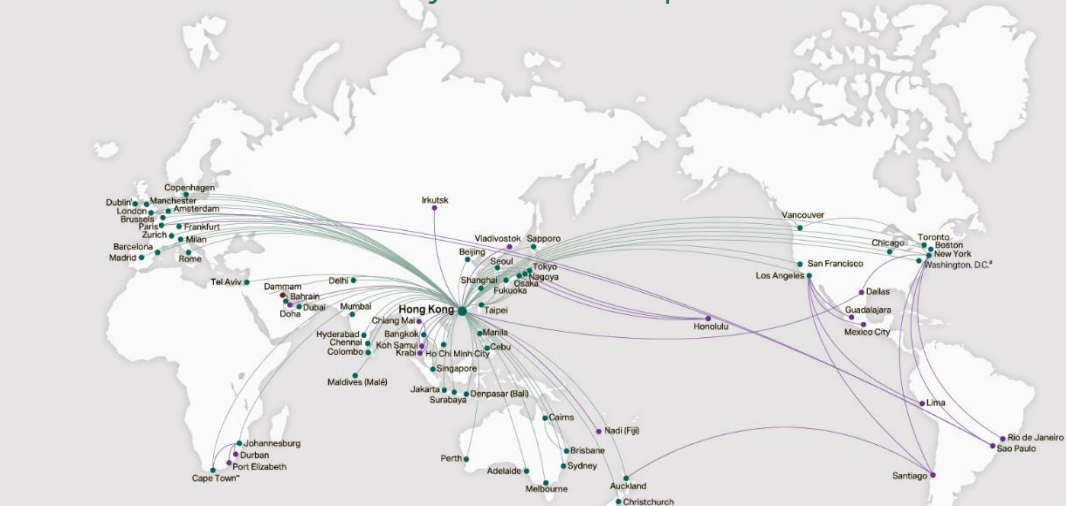 Copenhagen
Dublin'
Manchester
London
Amsterdam
Brussels
Paris
Frankfurt
Zurich
Milan
Barcelona
Madrid
Rome
Irkutsk
Vladivostok
Sapporo
Beijing
Seoul
Tokyo
Nagoya
Osaka
Shanghai
Fukuoka
Vancouver
Toronto
Chicago
Boston
New York
Washington, D.C.#
San Francisco
Los Angeles
Tel Aviv
Dammam
Bahrain
Doha
Dubai
Delhi
Mumbai
Hong Kong
Taipei
Dallas
Guadalajara
Mexico City
Honolulu
Chiang Mai
Hyderabad
Bangkok
Manila
Chennai
Koh Samui
Colombo
Krabi
Ho Chi Minh City
Cebu
Singapore
Maldives (Malé)
Jakarta
Surabaya
Denpasar (Bali)
Lima
Cairns
Nadi (Fiji)
Rio de Janeiro
Sao Paulo
Johannesburg
Durban
Port Elizabeth
Cape Town~
Perth
Brisbane
Adelaide
Sydney
Melbourne
Auckland
Christchurch
Santiago